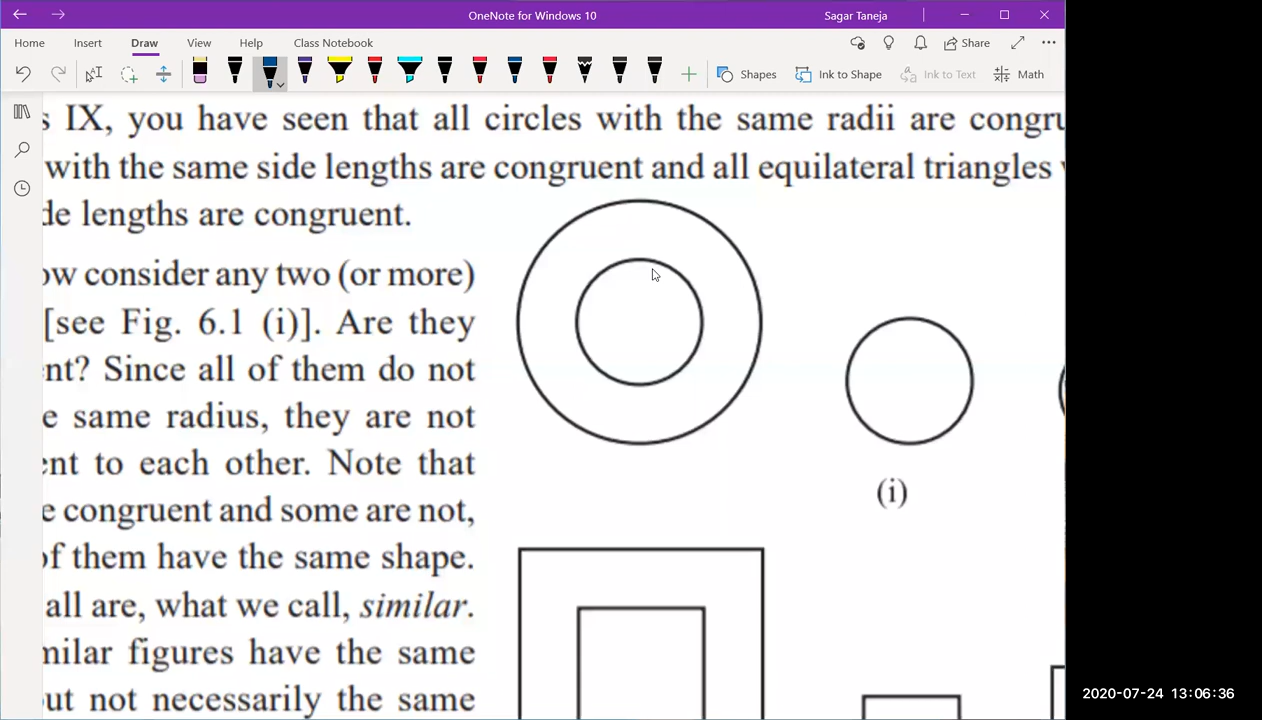 OneNote for Windows 10
Sagar Taneja
Home Insert Draw View Help Class Notebook
Share
Shapes Ink to Shape Ink to Text Math
s IX, you have seen that all circles with the same radii are congru
with the same side lengths are congruent and all equilateral triangles
de lengths are congruent.
ow consider any two (or more)
[see Fig. 6.1 (i)]. Are they
nt? Since all of them do not
e same radius, they are not
ent to each other. Note that
e congruent and some are not,
of them have the same shape.
all are, what we call, similar.
milar figures have the same
ut not necessarily the same
(i)
2020-07-24 13:06:36